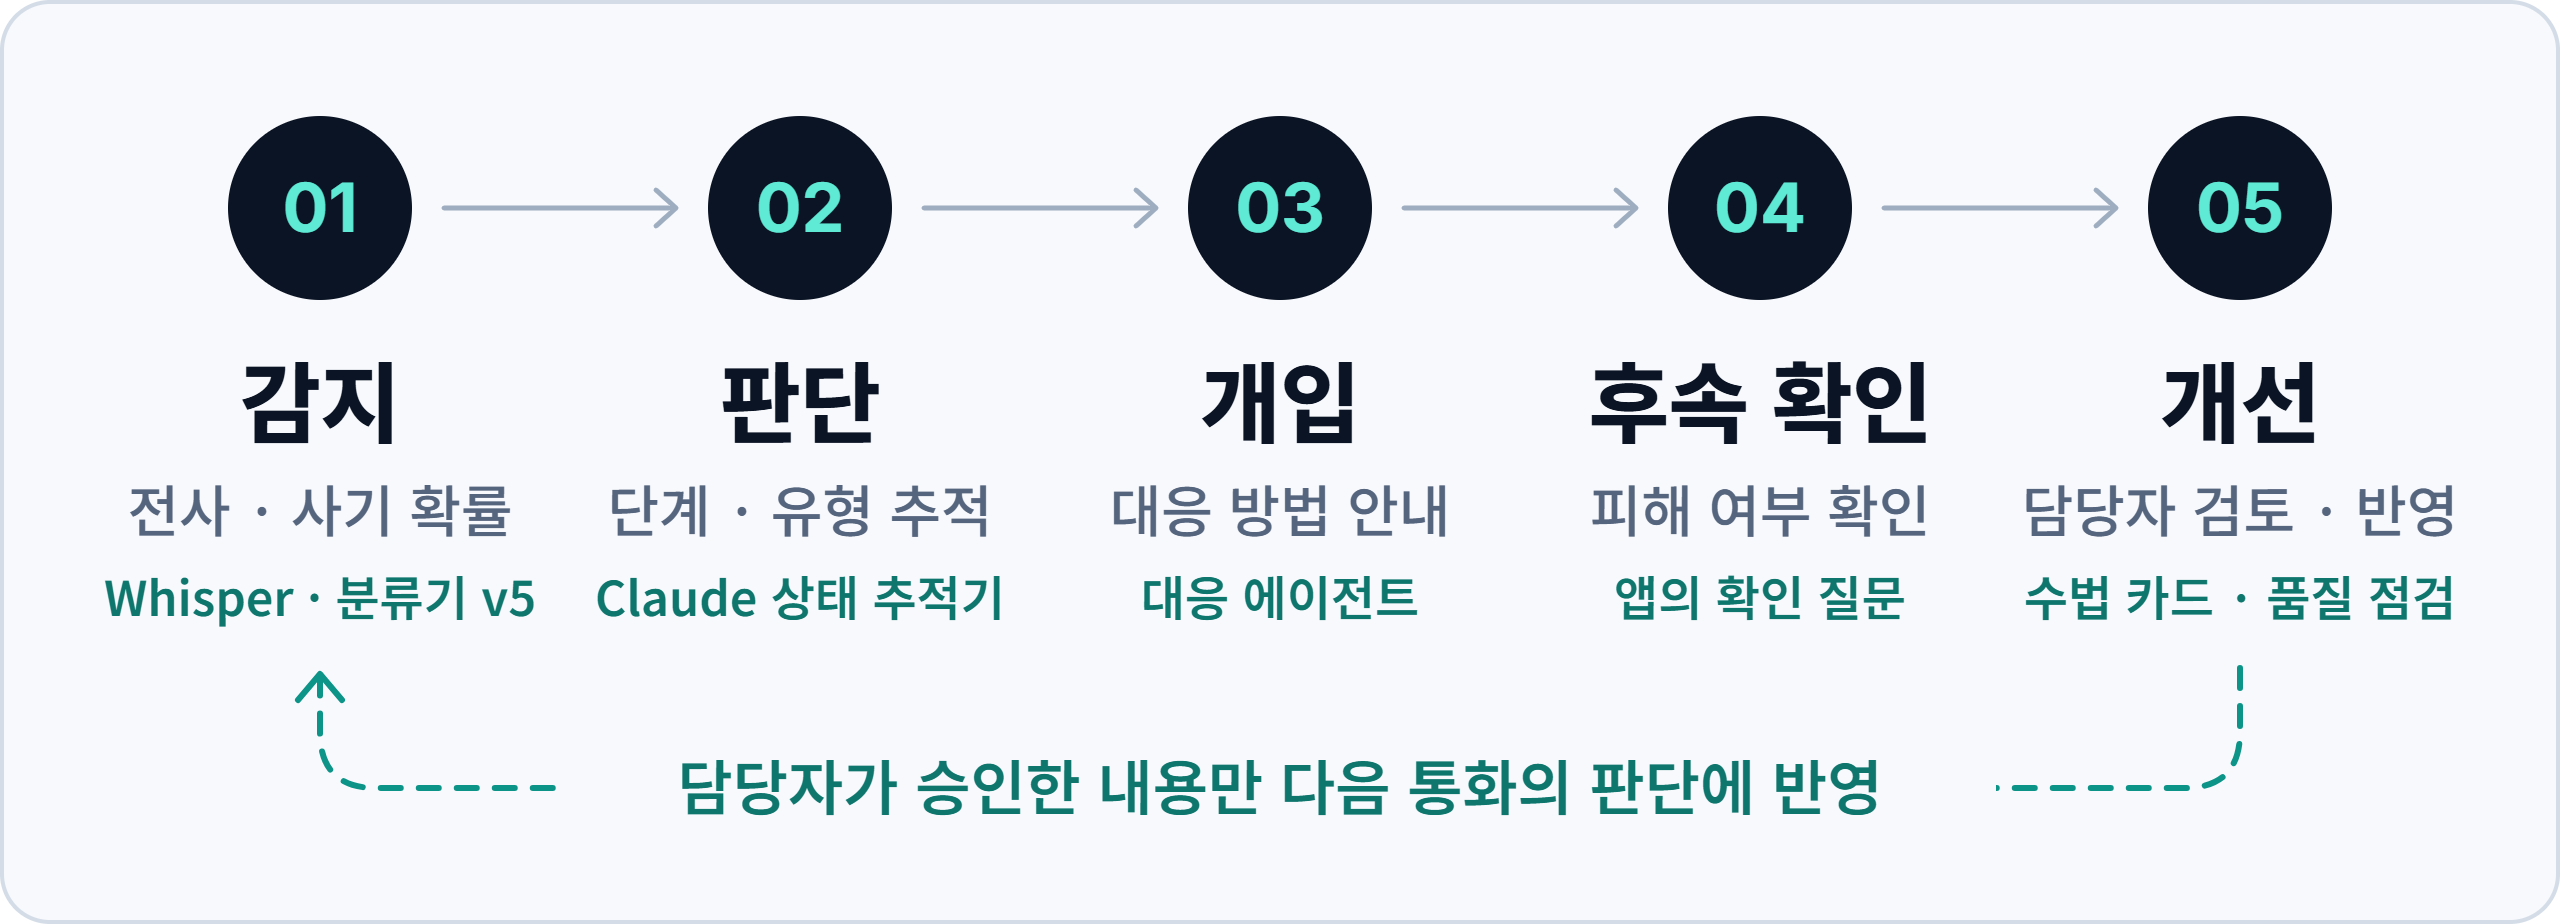 01
02
03
04
05
감지
판단
개입
후속 확인
개선
전사 · 사기 확률
단계 · 유형 추적
대응 방법 안내
피해 여부 확인
담당자 검토 · 반영
Whisper · 분류기 v5
Claude 상태 추적기
대응 에이전트
앱의 확인 질문
수법 카드 · 품질 점검
담당자가 승인한 내용만 다음 통화의 판단에 반영